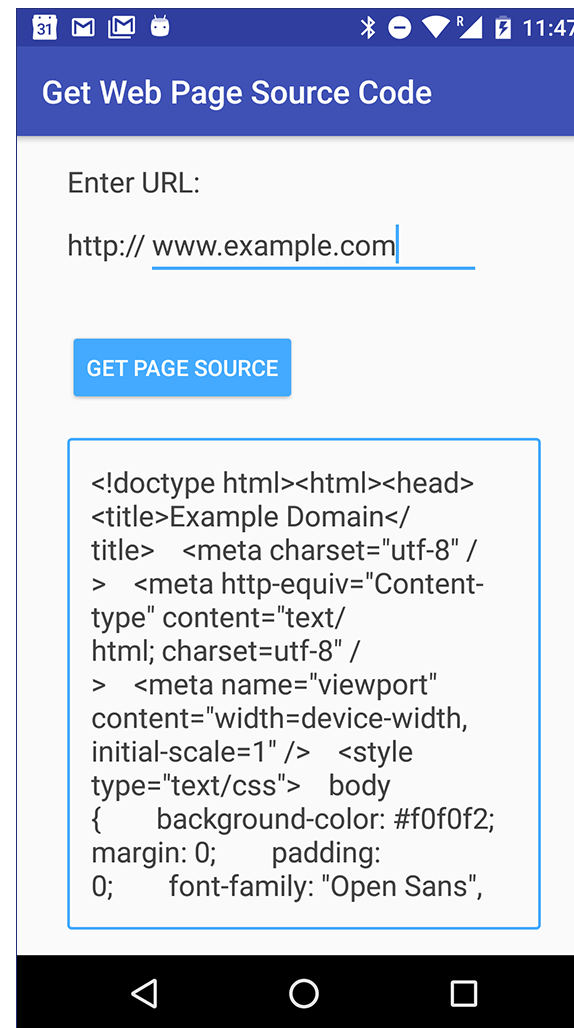 31 R 11:47
Get Web Page Source Code
Enter URL:
http:// www.example.com
GET PAGE SOURCE
<!doctype html><html><head>
<title>Example Domain</
title>    <meta charset="utf-8" /
>    <meta http-equiv="Content-
type" content="text/
html; charset=utf-8" /
>    <meta name="viewport"
content="width=device-width,
initial-scale=1" />    <style
type="text/css">    body
{        background-color: #f0f0f2;
margin: 0;        padding:
0;        font-family: "Open Sans",